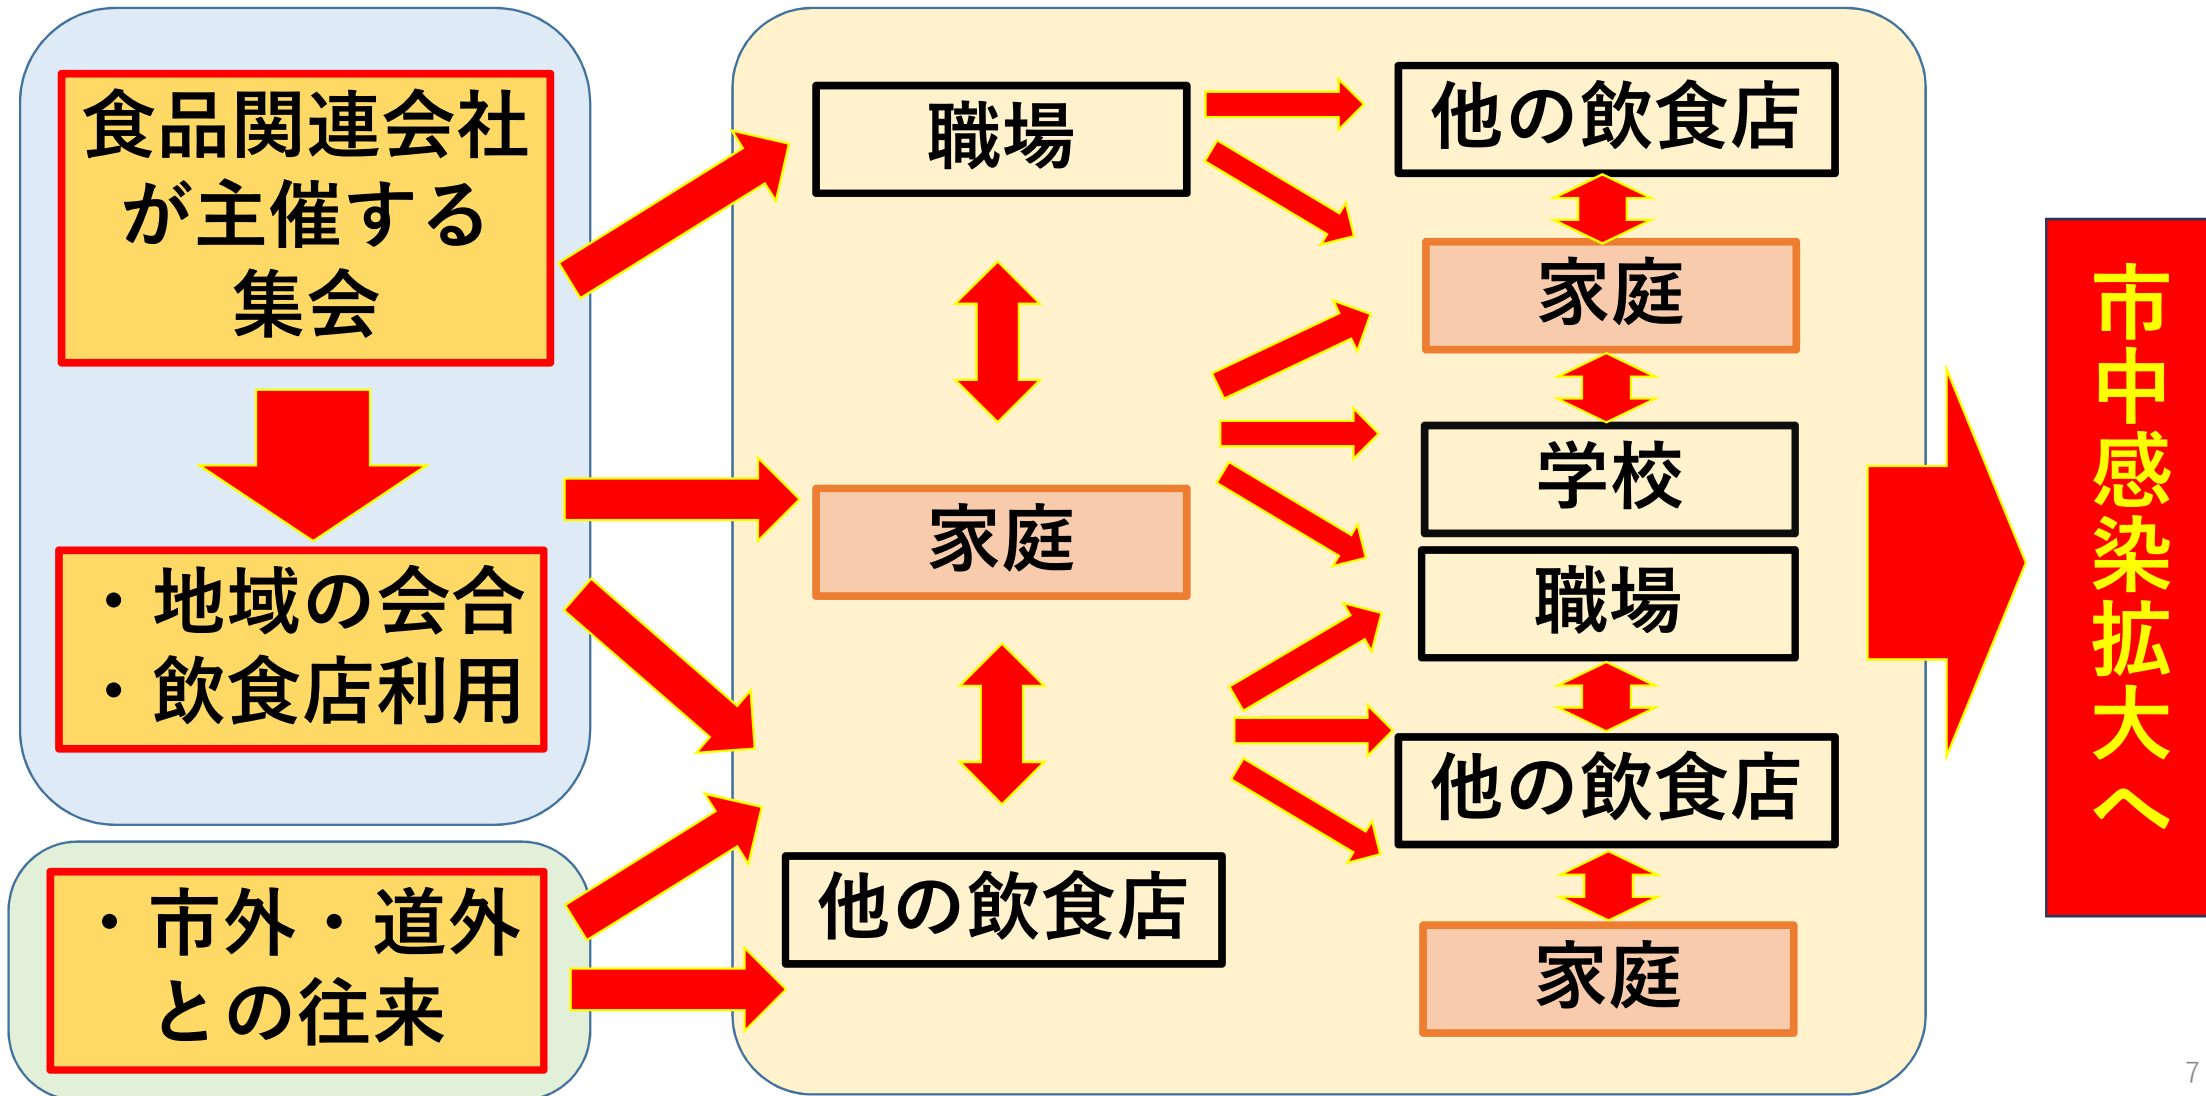 食品関連会社
が主催する
集会
・地域の会合
・飲食店利用
・市外・道外
との往来
職場
家庭
他の飲食店
他の飲食店
家庭
学校
職場
他の飲食店
家庭
市中感染拡大へ
7